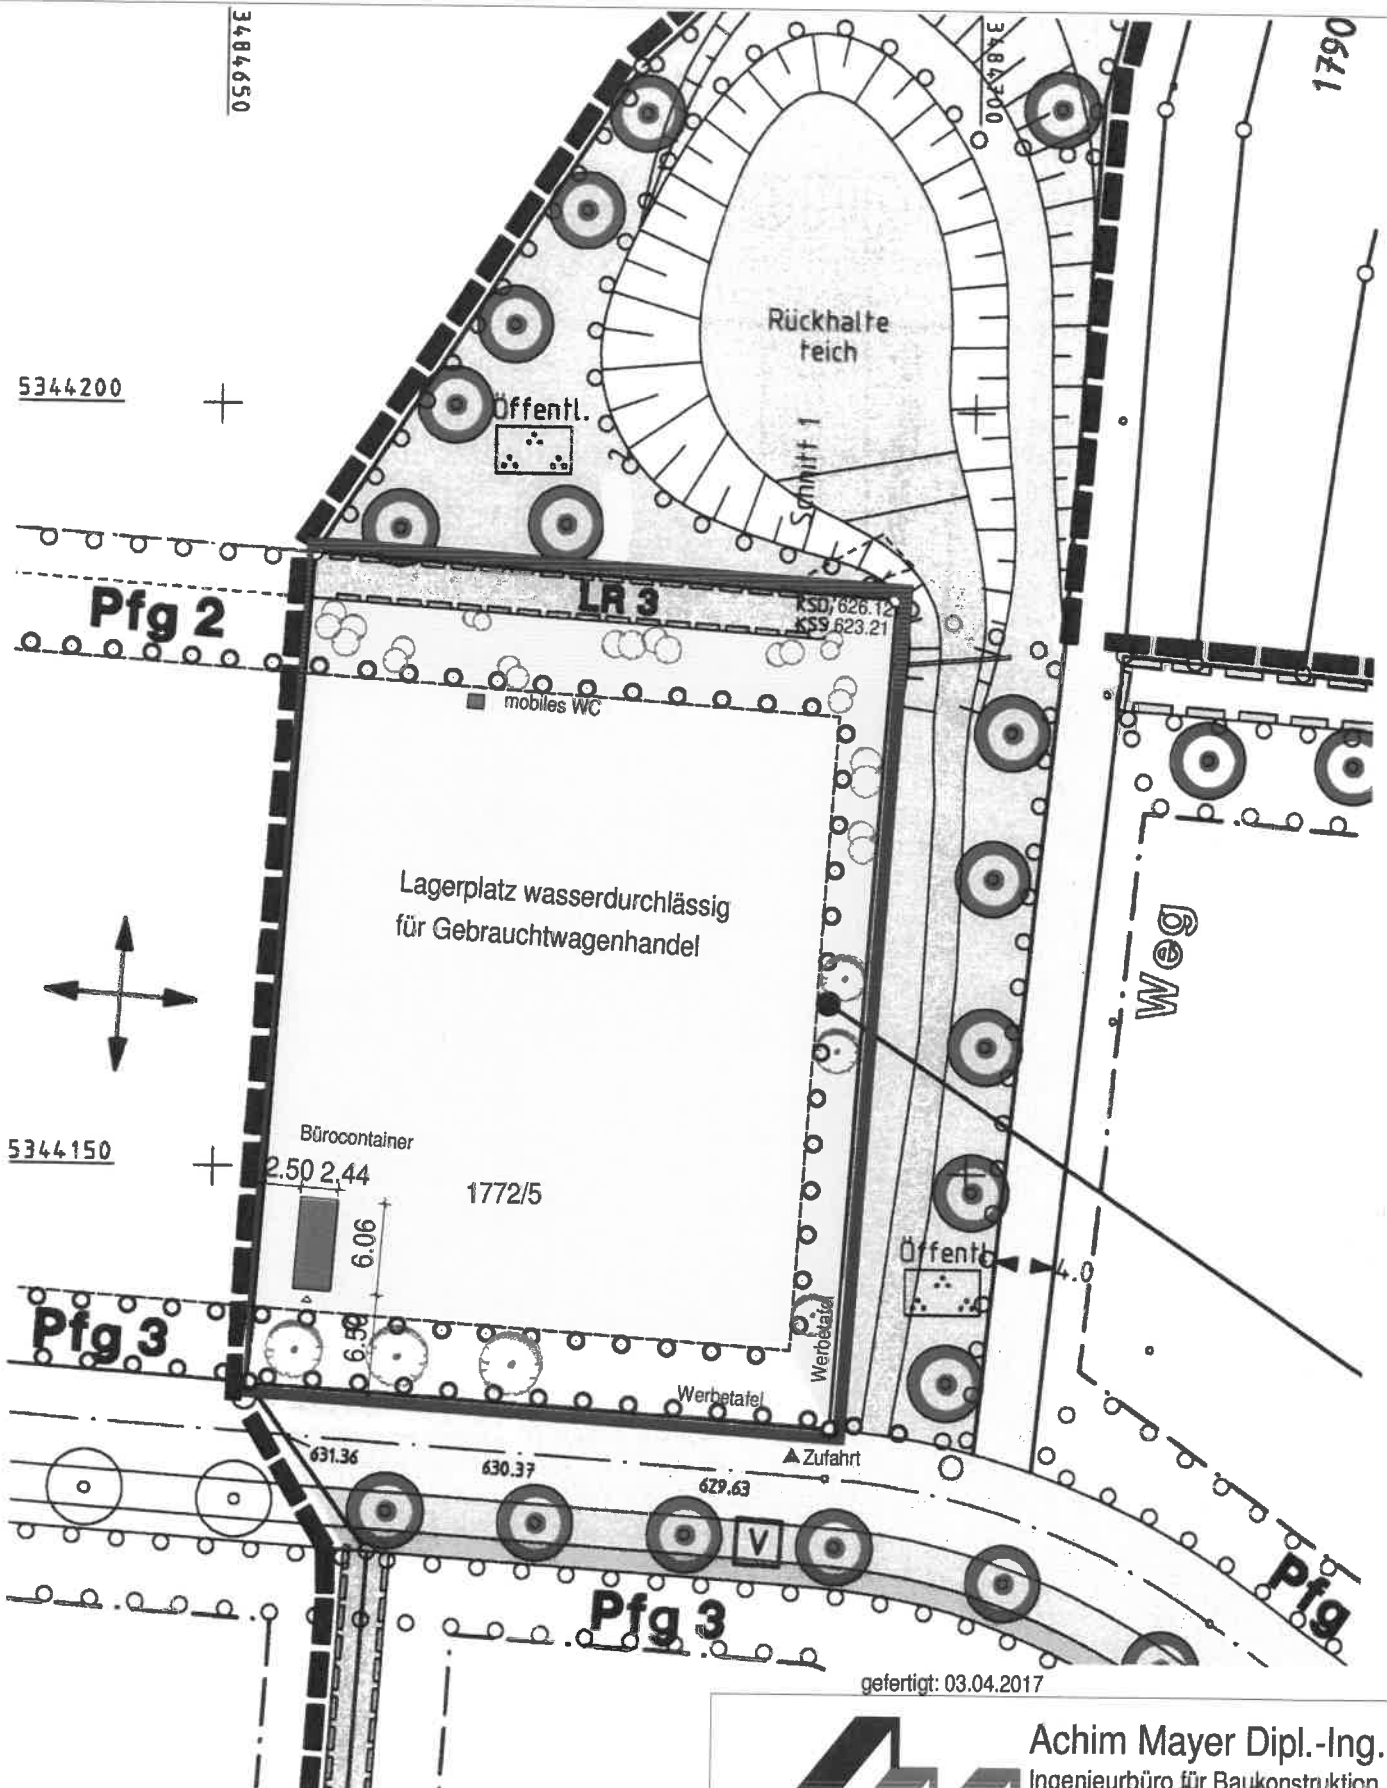 3484650
3484700
1790
Rückhalte
teich
5344200
Öffentl.
Schnitt 1
LR 3
KSD 626.12
KSS 623.21
Pfg 2
mobiles WC
Lagerplatz wasserdurchlässig
für Gebrauchtwagenhandel
Weg
5344150
Bürocontainer
2.50 2.44
1772/5
6.06
Öffentl.
4.0
Pfg 3
6.50
Werbetafel
Werbetafel
631.36
630.37
629.63
Zufahrt
V
Pfg 3
Pfg
gefertigt: 03.04.2017
Achim Mayer Dipl.-Ing.
Ingenieurbüro für Baukonstruktion